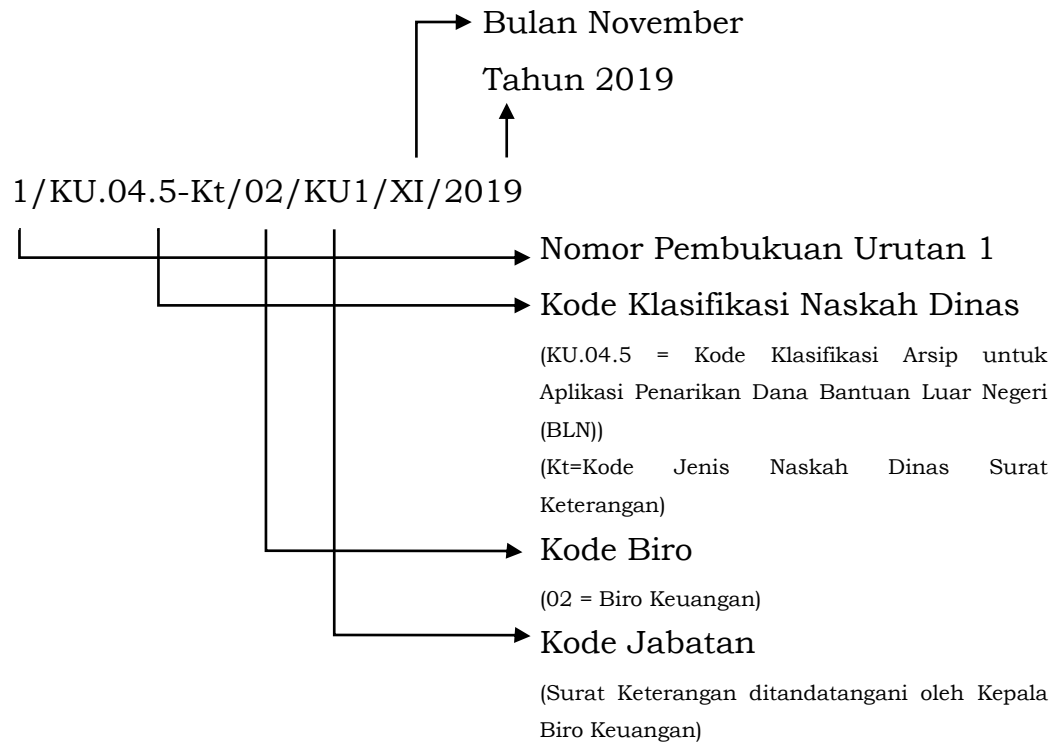 Bulan November
Tahun 2019
1/KU.04.5-Kt/02/KU1/XI/2019
Nomor Pembukuan Urutan 1
Kode Klasifikasi Naskah Dinas
(KU.04.5 = Kode Klasifikasi Arsip untuk
Aplikasi Penarikan Dana Bantuan Luar Negeri
(BLN))
(Kt=Kode Jenis Naskah Dinas Surat
Keterangan)
Kode Biro
(02 = Biro Keuangan)
Kode Jabatan
(Surat Keterangan ditandatangani oleh Kepala
Biro Keuangan)